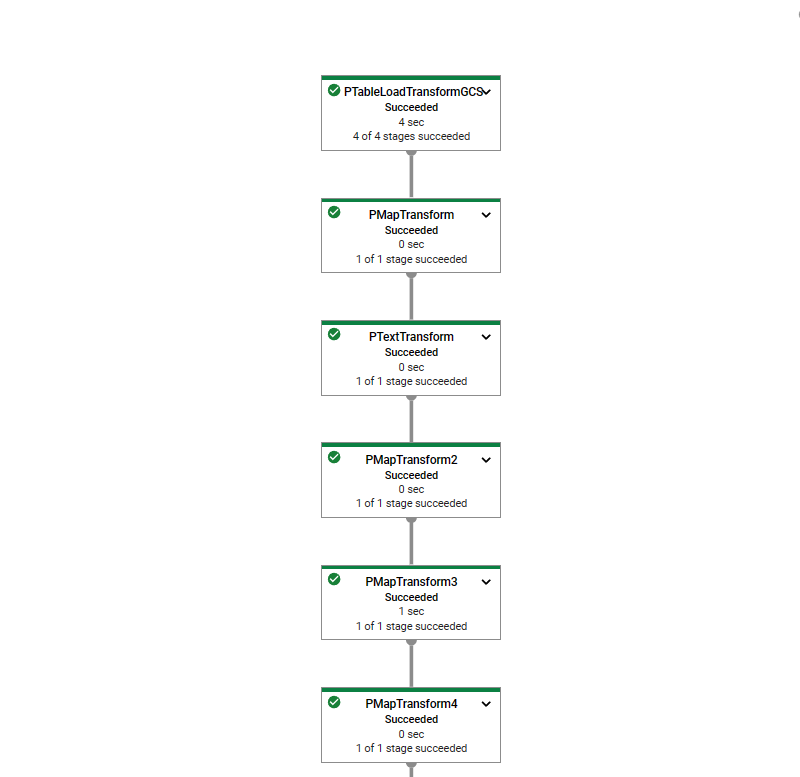 PTableLoadTransformGCS
Succeeded
4 sec
4 of 4 stages succeeded
PMapTransform
Succeeded
0 sec
1 of 1 stage succeeded
PTextTransform
Succeeded
0 sec
1 of 1 stage succeeded
PMapTransform2
Succeeded
0 sec
1 of 1 stage succeeded
PMapTransform3
Succeeded
1 sec
1 of 1 stage succeeded
PMapTransform4
Succeeded
0 sec
1 of 1 stage succeeded